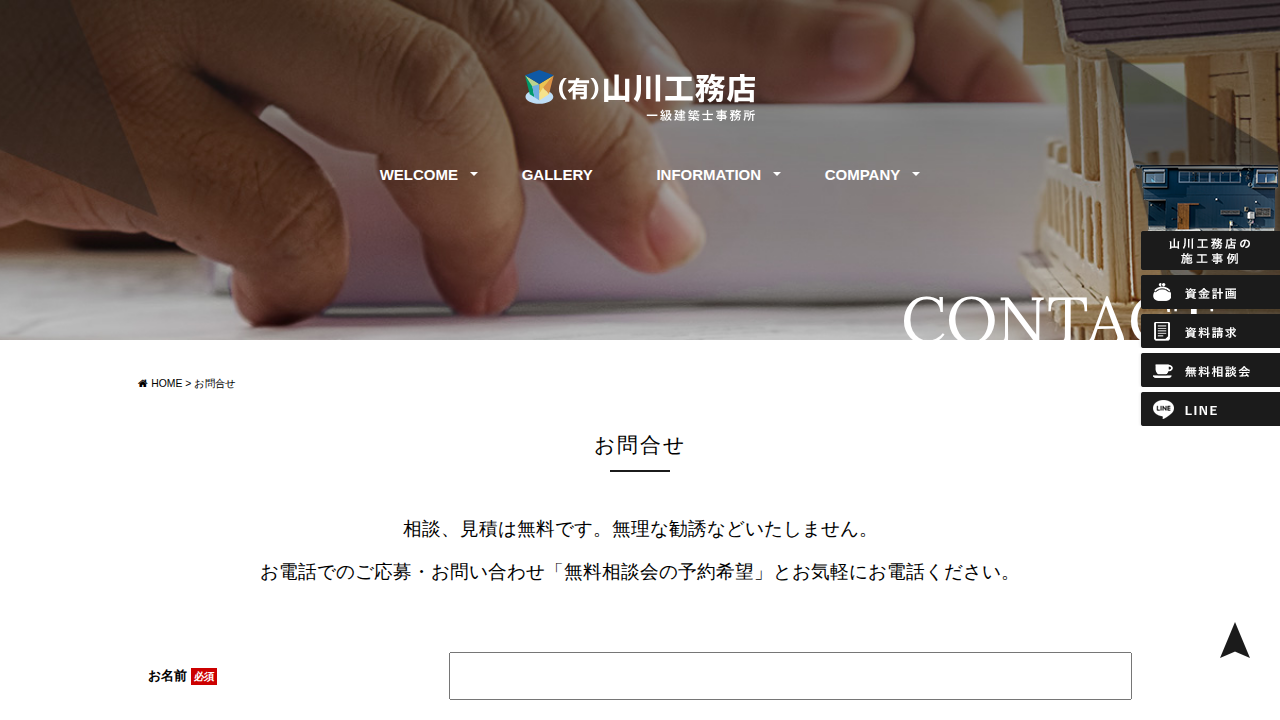 (有)山川工務店
一級建築士事務所
WELCOME
GALLERY
INFORMATION
COMPANY
山川工務店の
施工事例
資金計画
資料請求
無料相談会
LINE LINE
HOME > お問合せ
お問合せ
相談、見積は無料です。無理な勧誘などいたしません。
お電話でのご応募・お問い合わせ「無料相談会の予約希望」とお気軽にお電話ください。
お名前 必須